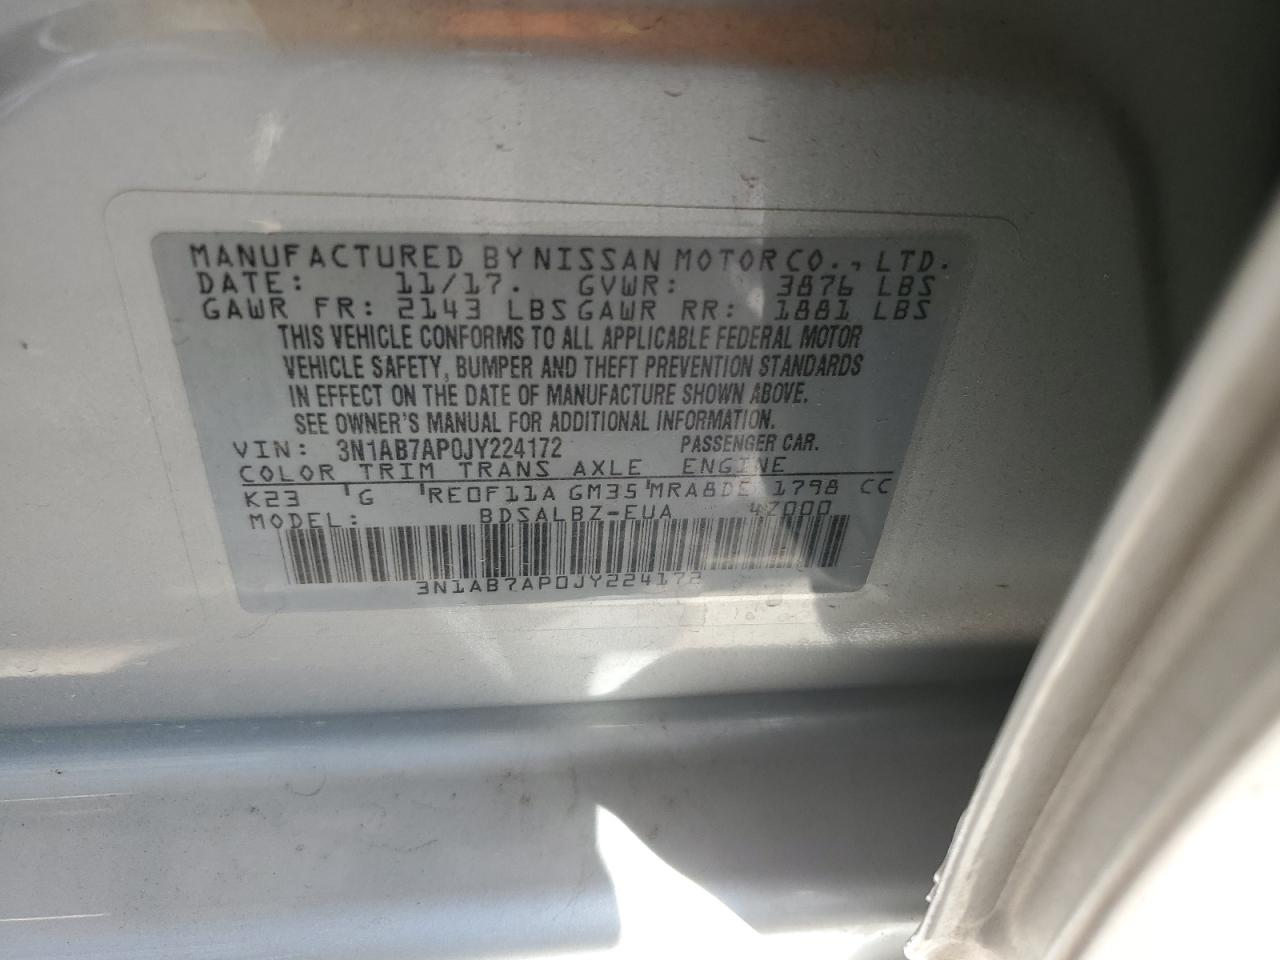 MANUFACTURED BY NISSAN MOTOR CO., LTD.
DATE: 11/17. GVWR: 3876 LBS
GAWR FR: 2143 LBS GAWR RR: 1881 LBS
THIS VEHICLE CONFORMS TO ALL APPLICABLE FEDERAL MOTOR
VEHICLE SAFETY, BUMPER AND THEFT PREVENTION STANDARDS
IN EFFECT ON THE DATE OF MANUFACTURE SHOWN ABOVE.
SEE OWNER'S MANUAL FOR ADDITIONAL INFORMATION.
VIN: 3N1AB7AP0JY224172 PASSENGER CAR.
COLOR TRIM TRANS AXLE ENGINE
K23 'G 'RE0F11A GM35'MRA8DE 1798 CC
MODEL: BDSALBZ-EUA 4Z000
3N1AB7AP0JY224172